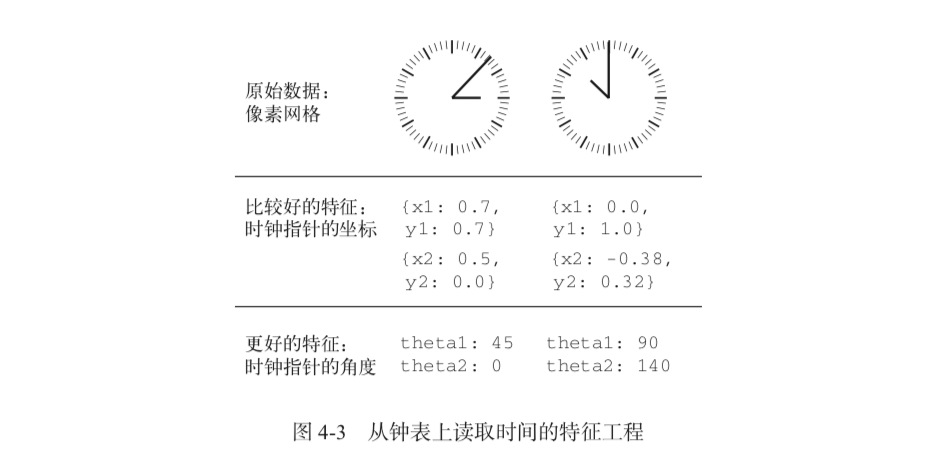 原始数据：
像素网格
比较好的特征： {x1: 0.7, {x1: 0.0,
时钟指针的坐标 y1: 0.7} y1: 1.0}
{x2: 0.5, {x2: -0.38,
y2: 0.0} y2: 0.32}
更好的特征： theta1: 45 theta1: 90
时钟指针的角度 theta2: 0 theta2: 140
图 4-3 从钟表上读取时间的特征工程